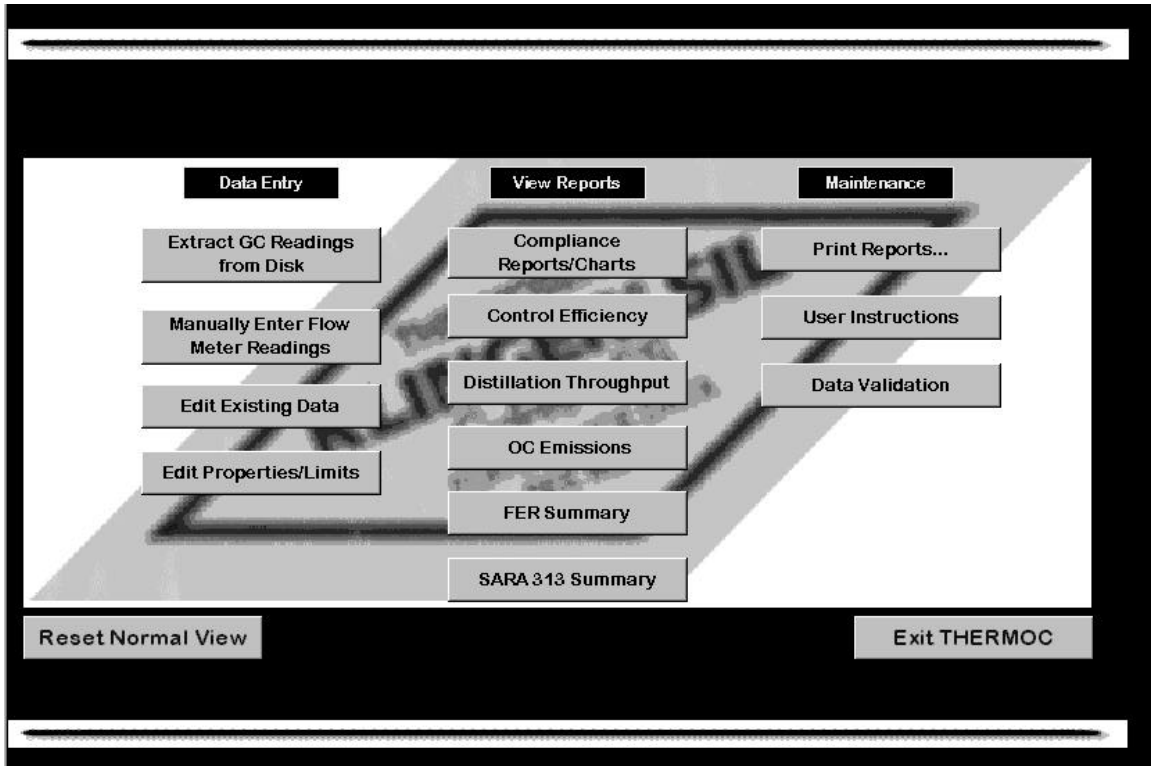 Data Entry
View Reports
Maintenance
Extract GC Readings
from Disk
Compliance
Reports/Charts
Print Reports...
Manually Enter Flow
Meter Readings
Control Efficiency
User Instructions
Edit Existing Data
Distillation Throughput
Data Validation
Edit Properties/Limits
OC Emissions
FER Summary
SARA 313 Summary
Reset Normal View
Exit THERMOC